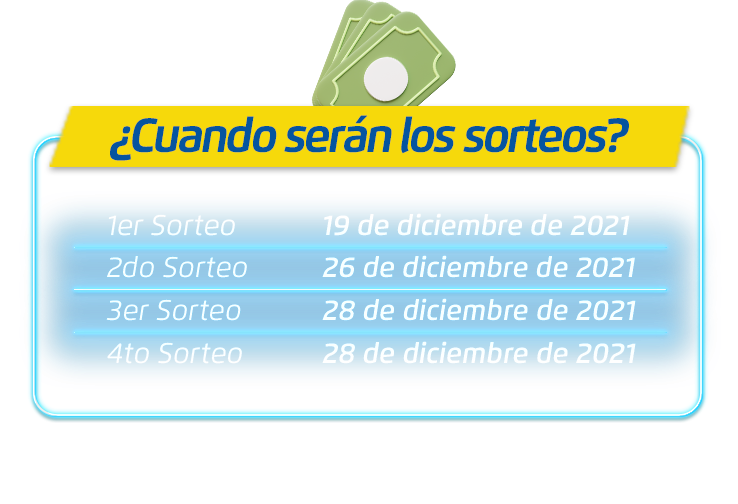 ¿Cuando serán los sorteos?
1er Sorteo 19 de diciembre de 2021
2do Sorteo 26 de diciembre de 2021
3er Sorteo 28 de diciembre de 2021
4to Sorteo 28 de diciembre de 2021